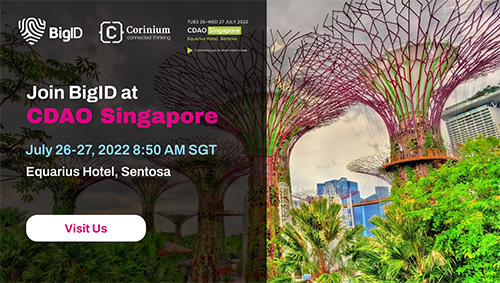 BigID
Corinium
connected thinking
TUES 26-WED 27 JULY 2022
CDAO Singapore
Equarius Hotel, Sentosa
Join BigID at
CDAO Singapore
July 26-27, 2022 8:50 AM SGT
Equarius Hotel, Sentosa
Visit Us